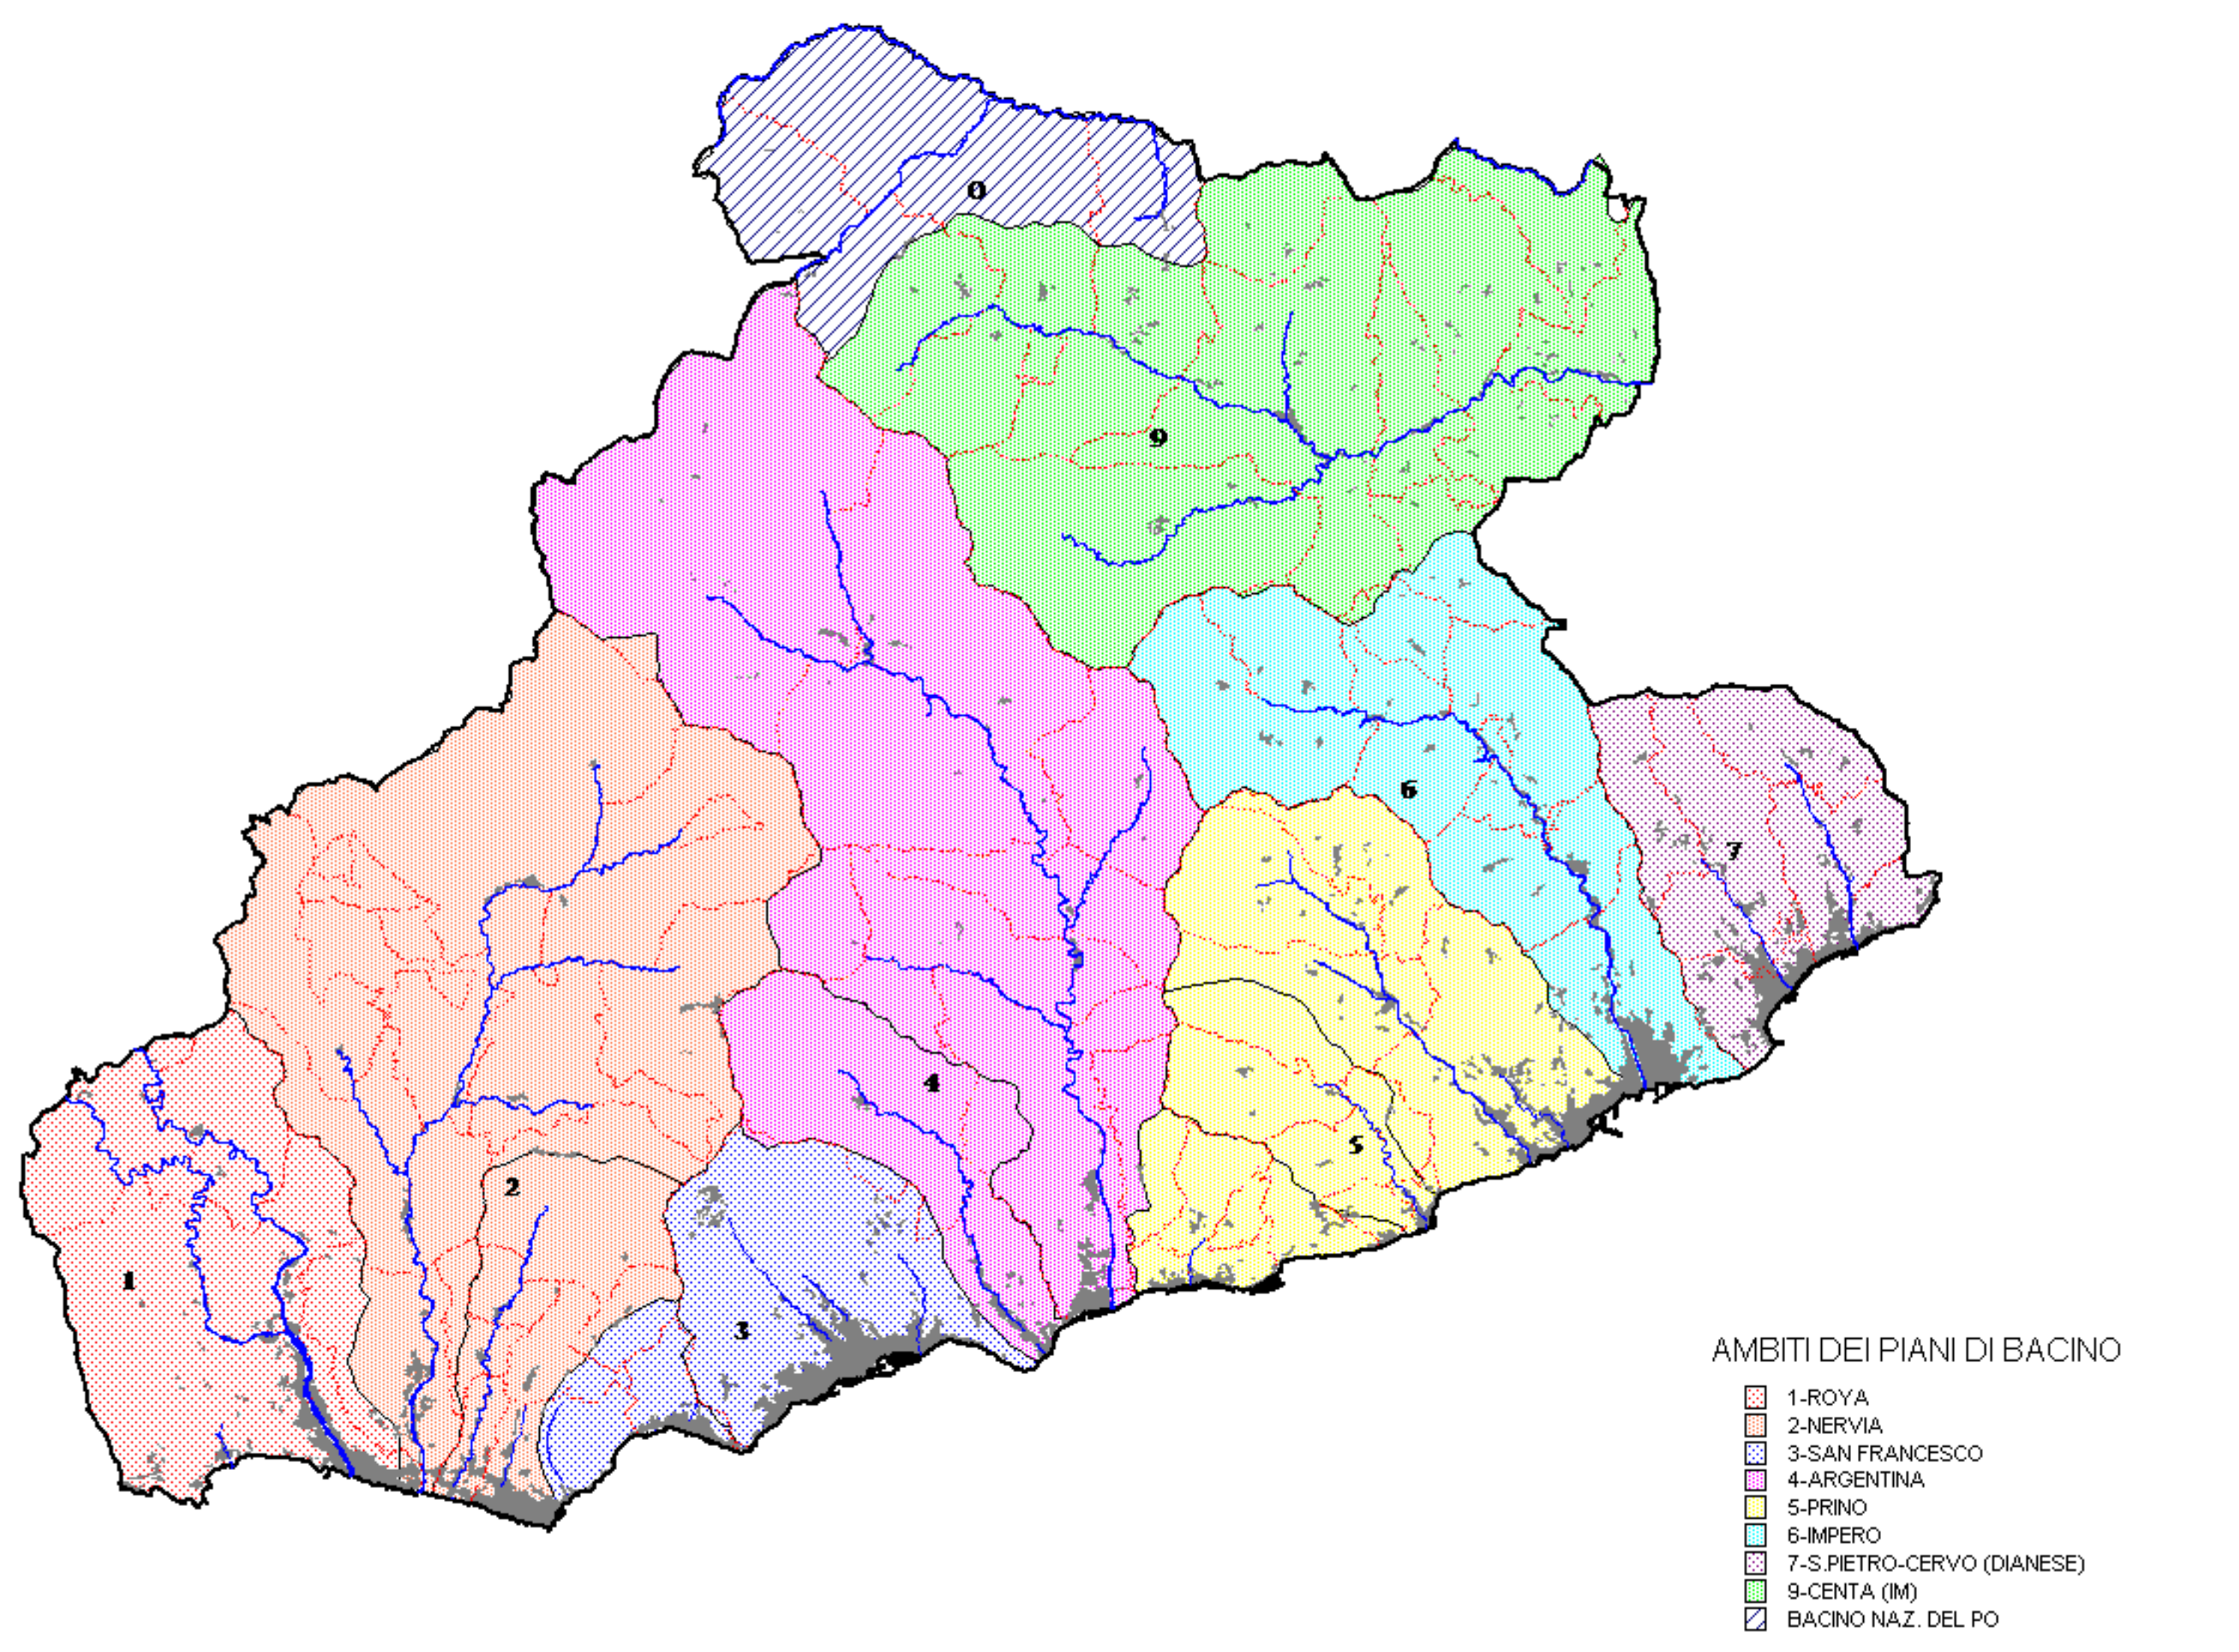 0
9
6
7
4
5
2
1
3
AMBITI DEI PIANI DI BACINO
1-ROYA
2-NERVIA
3-SAN FRANCESCO
4-ARGENTINA
5-PRINO
6-IMPERO
7-S.PIETRO-CERVO (DIANESE)
9-CENTA (IM)
BACINO NAZ. DEL PO